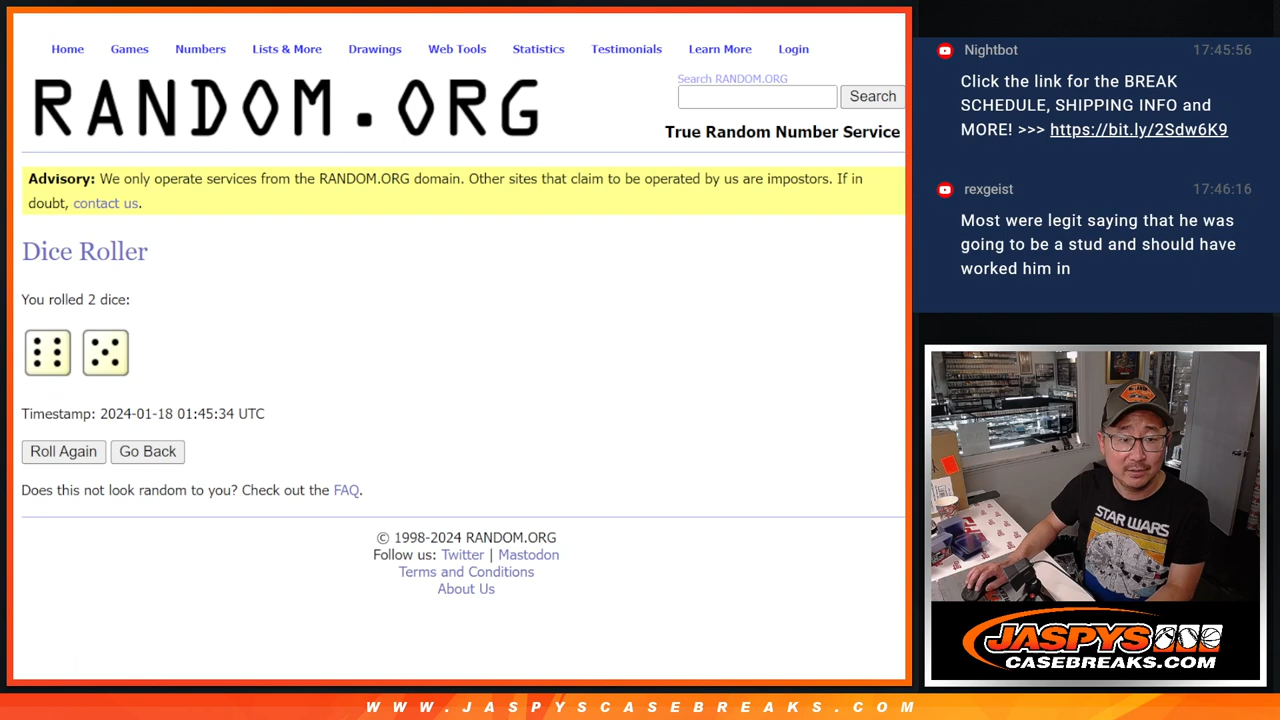 Home Games Numbers Lists & More Drawings Web Tools Statistics Testimonials Learn More Login
RANDOM.ORG
Search RANDOM.ORG
Search
True Random Number Service
Advisory: We only operate services from the RANDOM.ORG domain. Other sites that claim to be operated by us are impostors. If in
doubt, contact us.
Dice Roller
You rolled 2 dice:
Timestamp: 2024-01-18 01:45:34 UTC
Roll Again Go Back
Does this not look random to you? Check out the FAQ.
© 1998-2024 RANDOM.ORG
Follow us: Twitter | Mastodon
Terms and Conditions
About Us
Nightbot 17:45:56
Click the link for the BREAK
SCHEDULE, SHIPPING INFO and
MORE! >>> https://bit.ly/2Sdw6K9
rexgeist 17:46:16
Most were legit saying that he was
going to be a stud and should have
worked him in
STAR WARS
JASPYS
CASEBREAKS.COM
WWW.JASPYSCASEBREAKS.COM